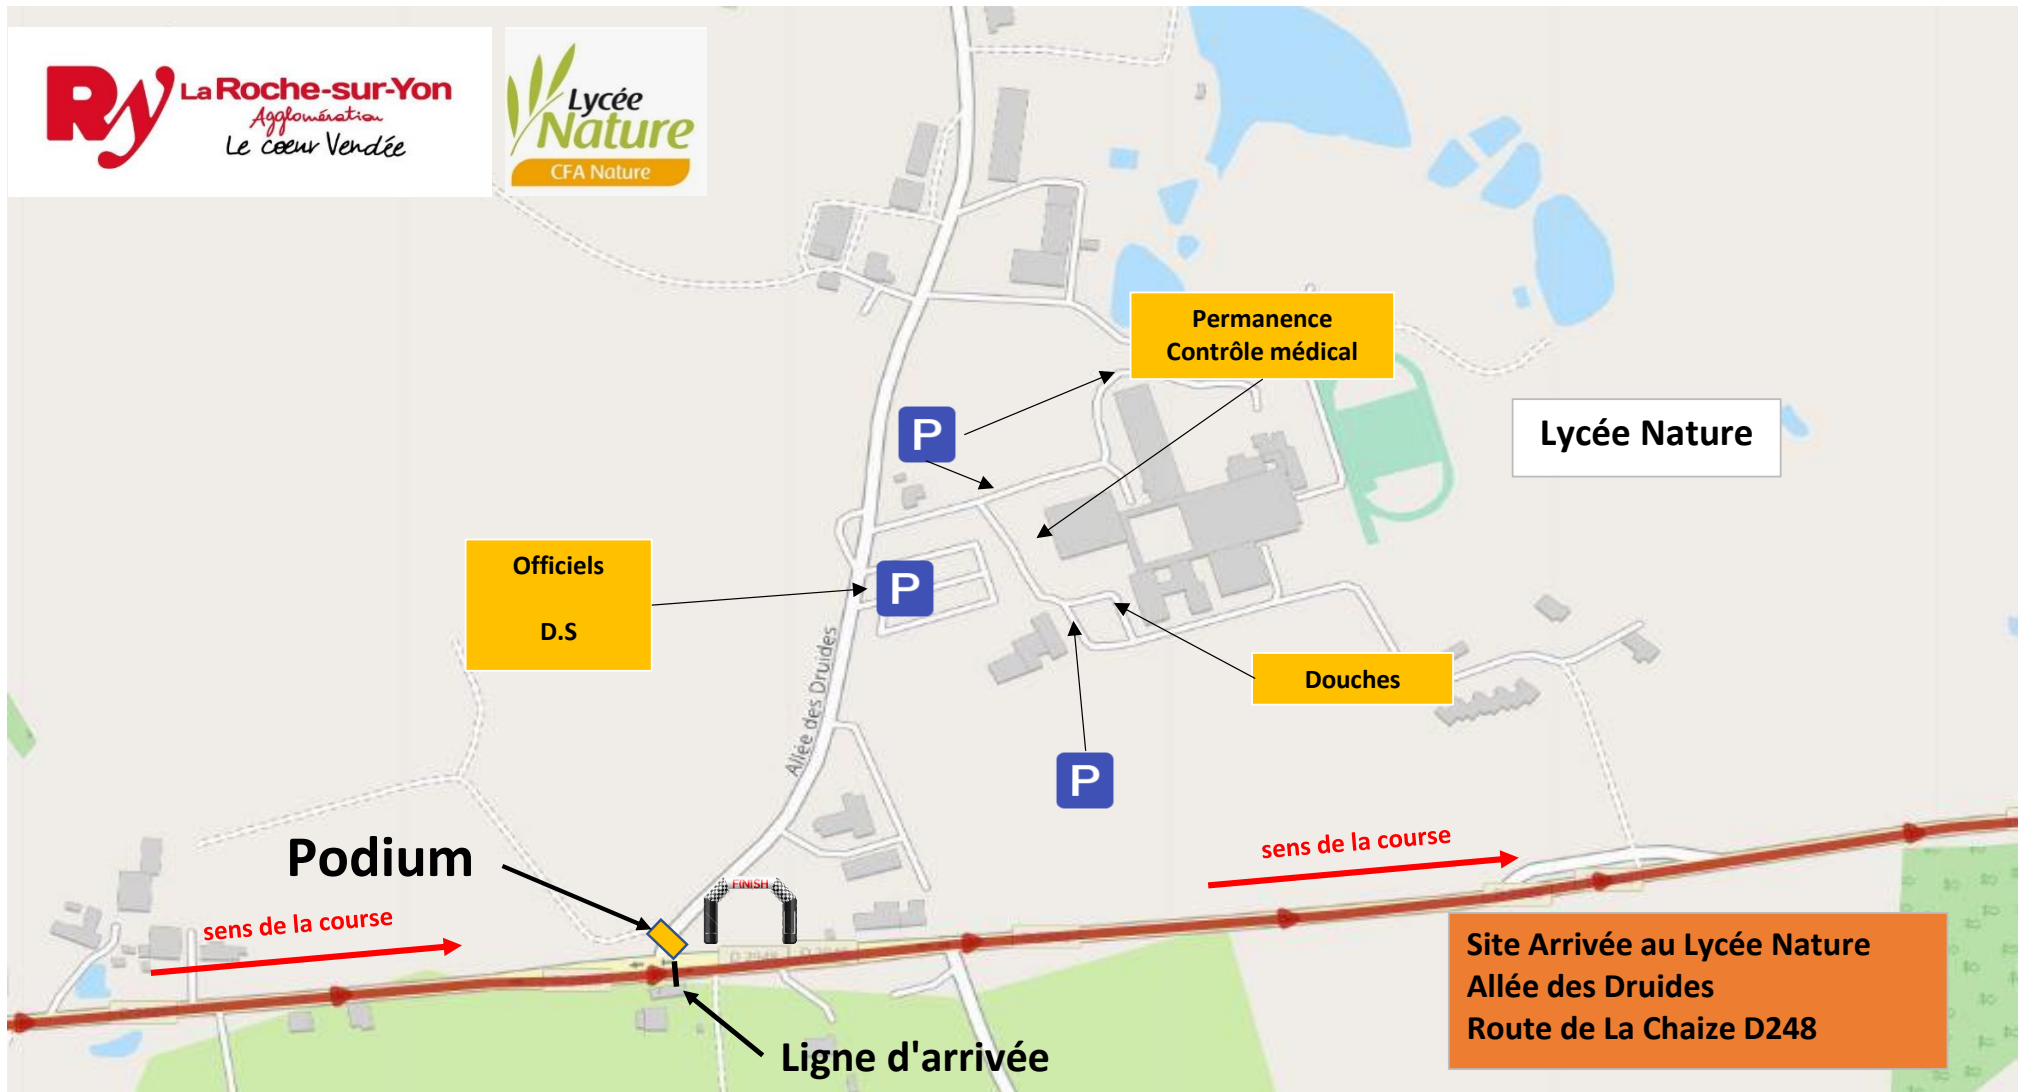 Ry
La Roche-sur-Yon
Agglomération
Le cœur Vendée
Lycée
Nature
CFA Nature
Permanence
Contrôle médical
P
Lycée Nature
Officiels
D.S
P
Allée des Druides
Douches
P
sens de la course
Podium
FINISH
sens de la course
Site Arrivée au Lycée Nature
Allée des Druides
Route de La Chaize D248
Ligne d'arrivée